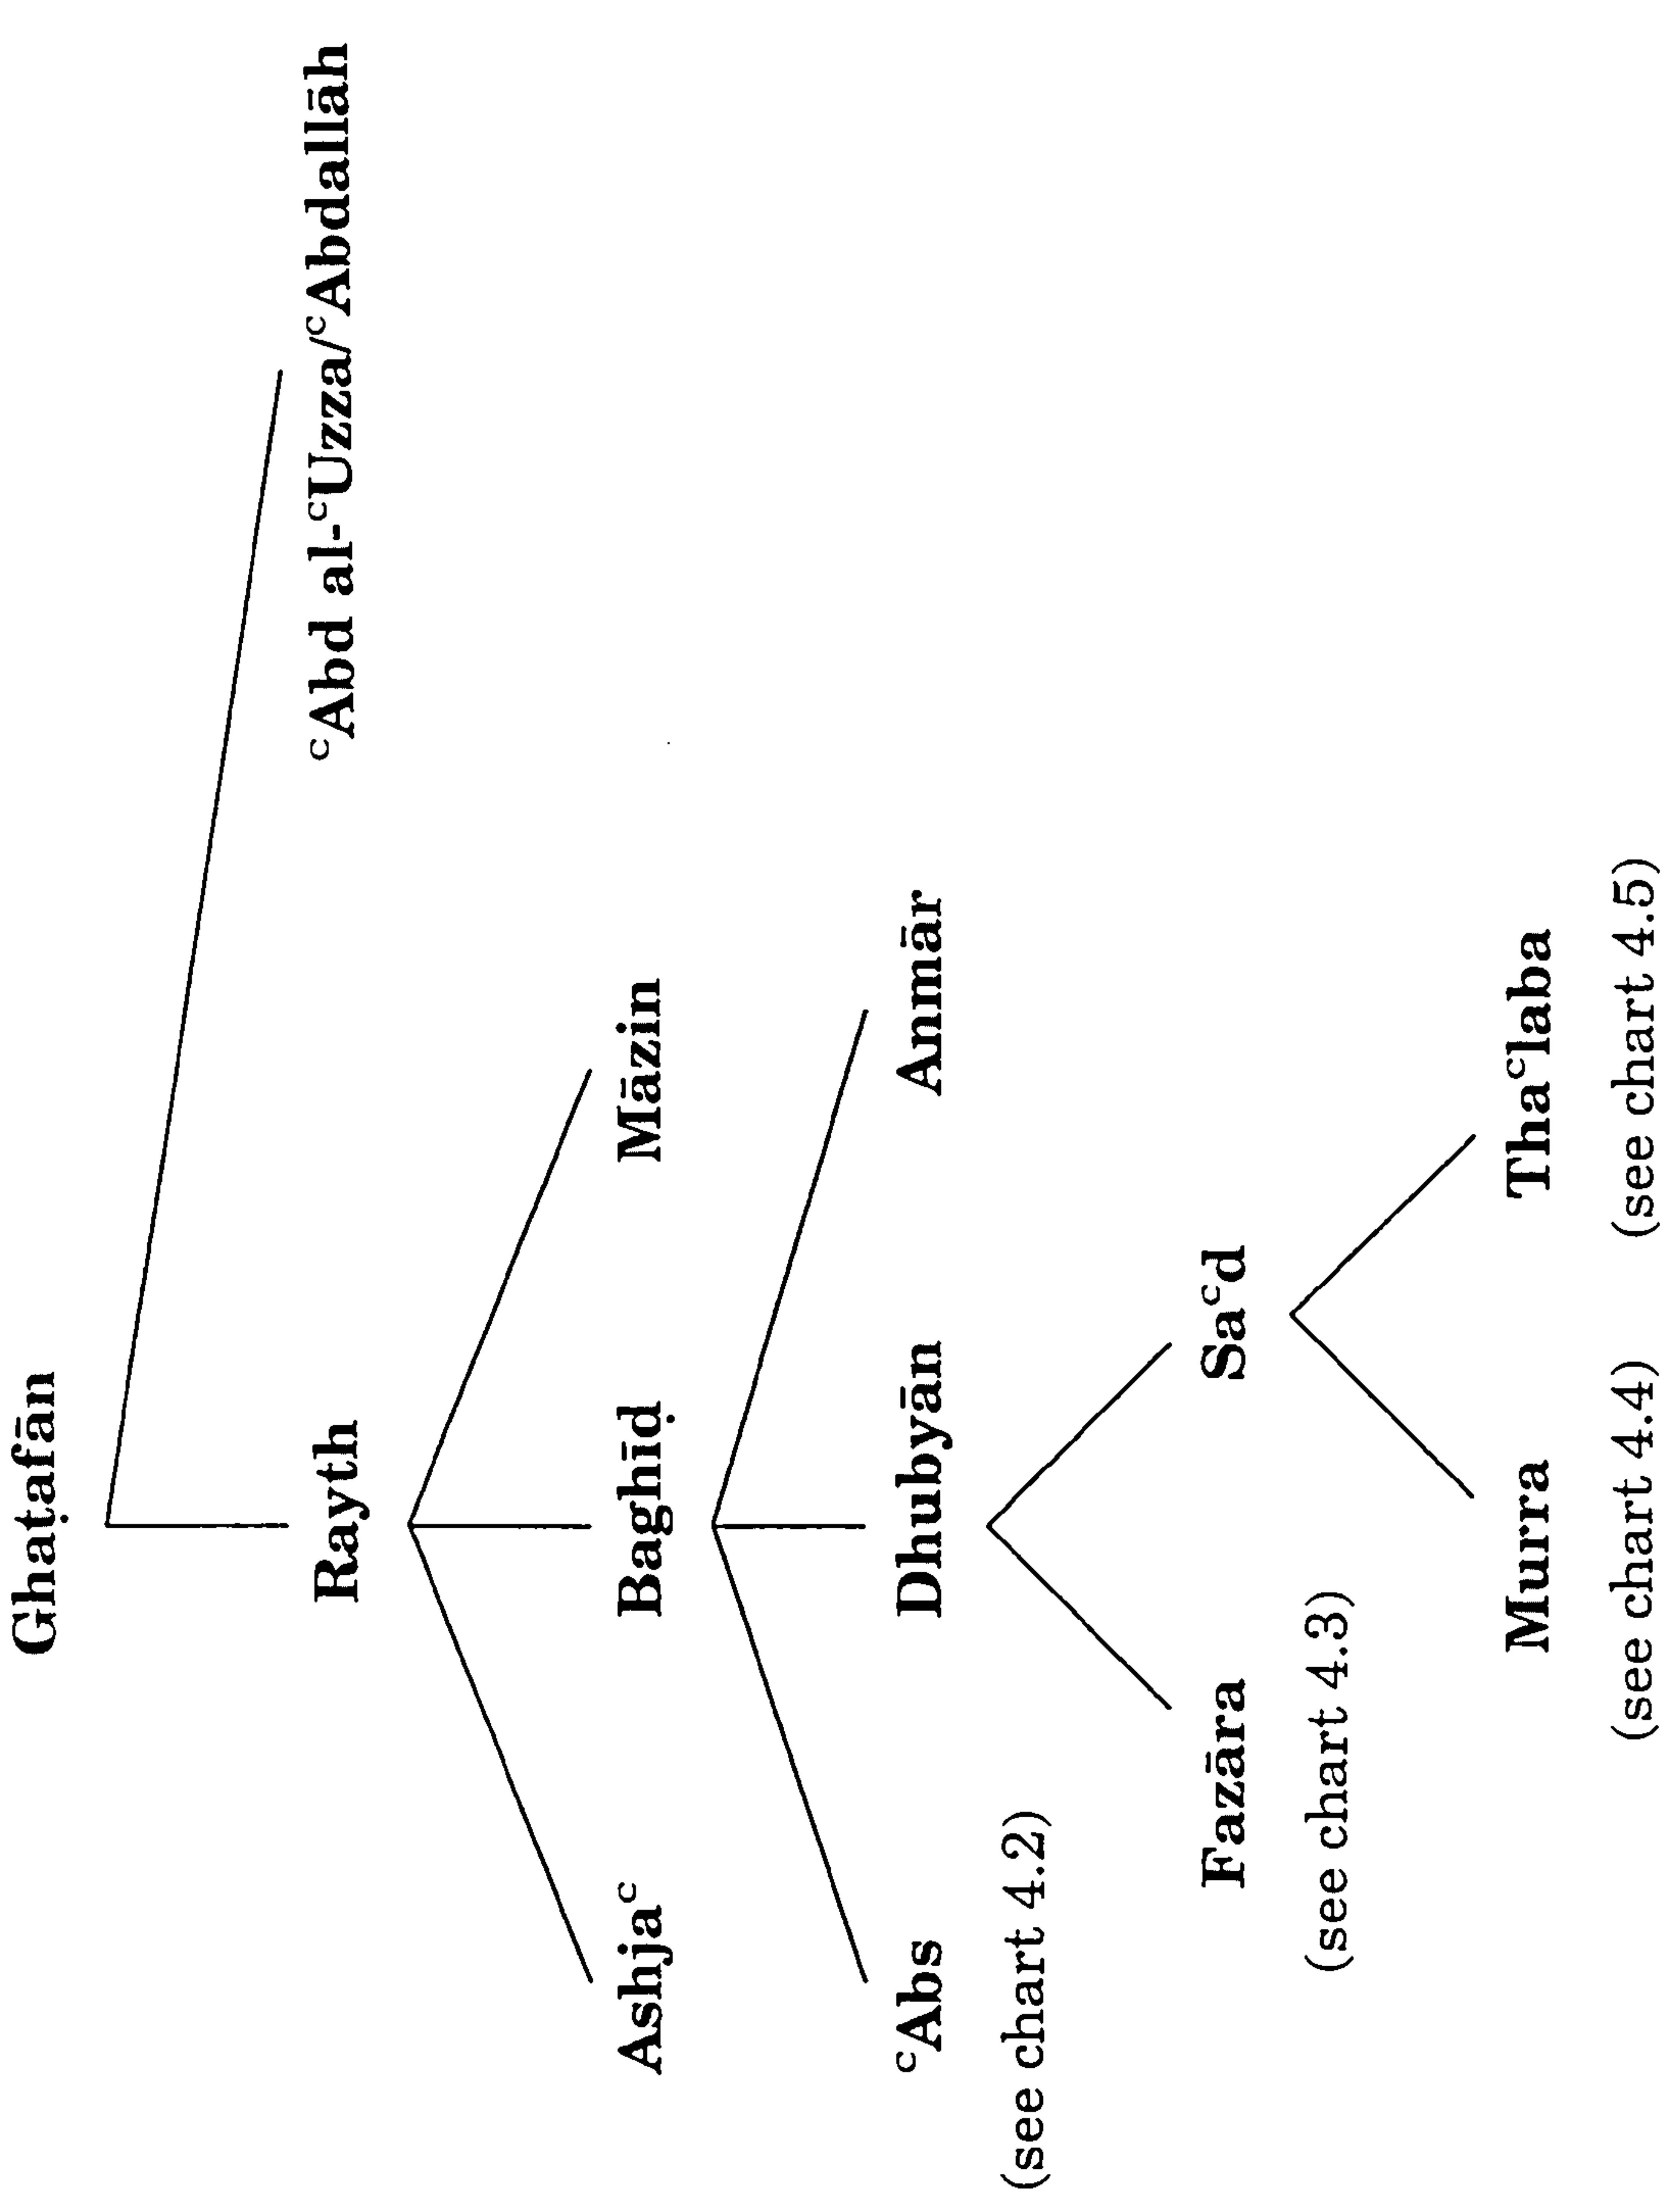 Ghaṭafān
Rayth ᶜAbd al-ᶜUzza/ᶜAbdallāh
Ashjaᶜ Baghīḍ Māzin
ᶜAbs Dhubyān Anmār
(see chart 4.2)
Fazāra Saᶜd
(see chart 4.3)
Murra Thaᶜlaba
(see chart 4.4) (see chart 4.5)